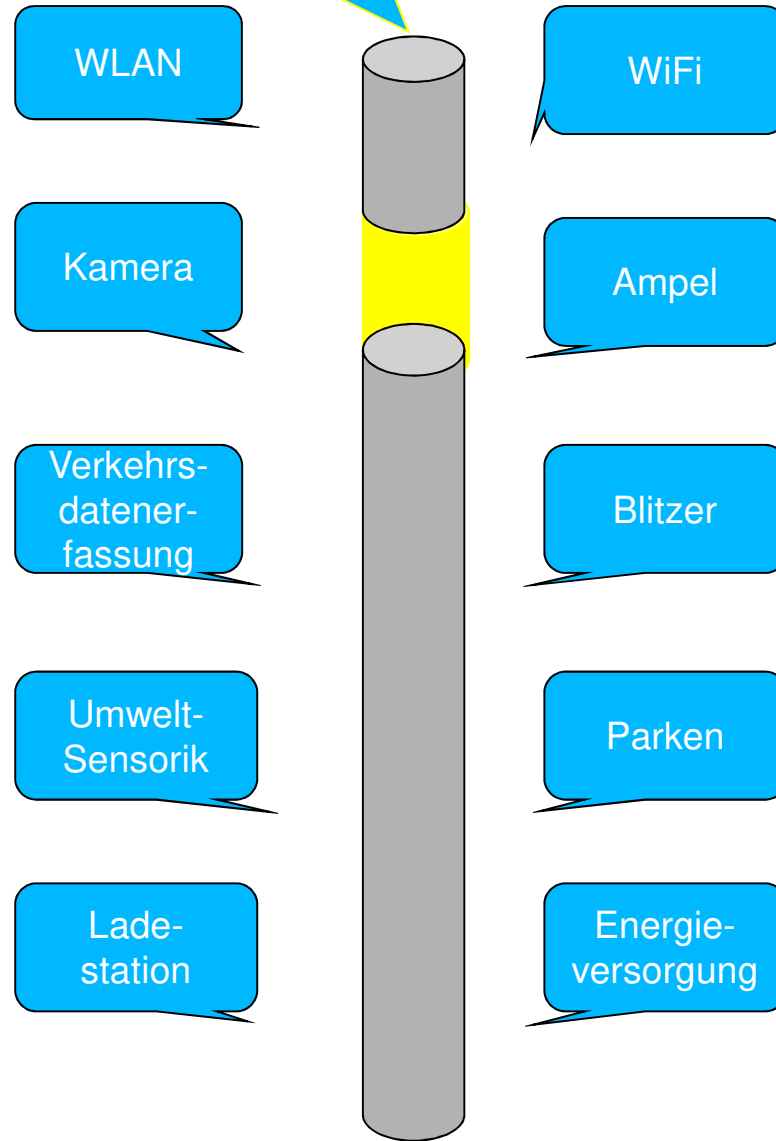 WLAN
WiFi
Kamera
Ampel
Verkehrs-
datener-
fassung
Blitzer
Umwelt-
Sensorik
Parken
Lade-
station
Energie-
versorgung